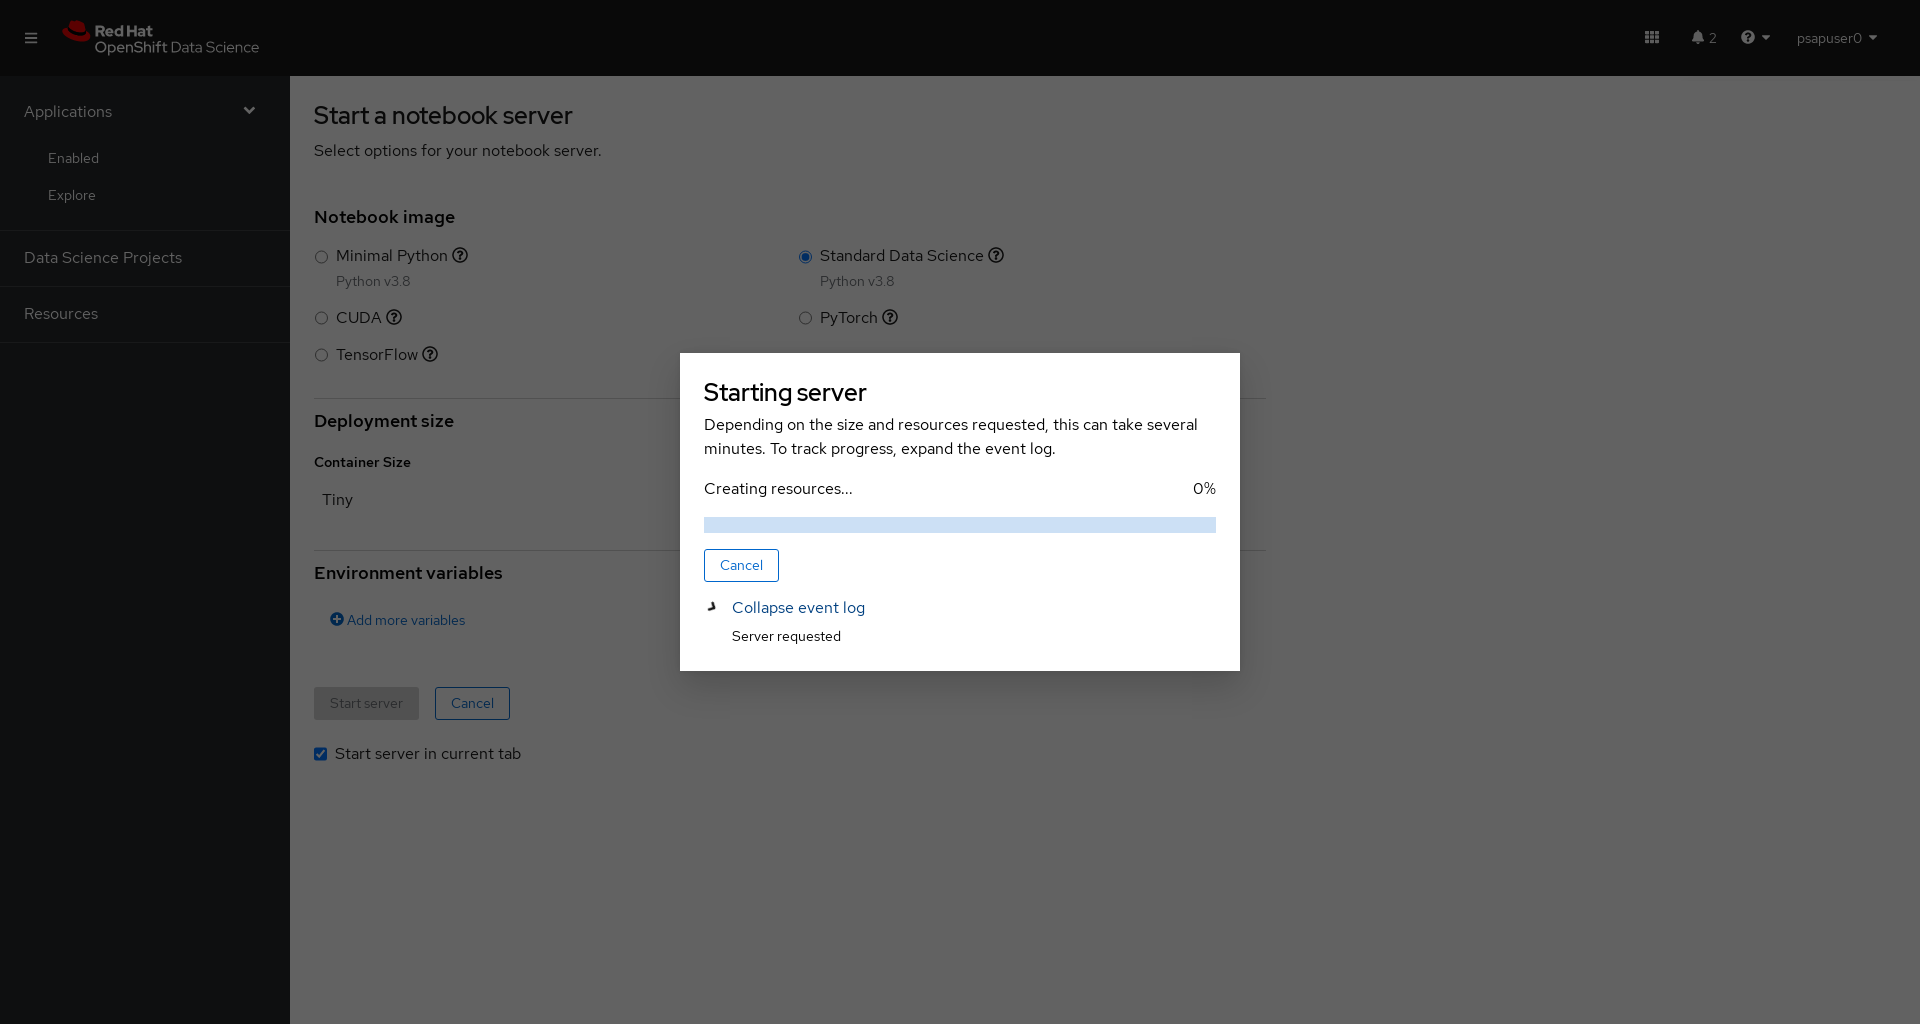 Red Hat
OpenShift Data Science
2
psapuser0
Applications
Enabled
Explore
Data Science Projects
Resources
Start a notebook server
Select options for your notebook server.
Notebook image
Minimal Python
Python v3.8
Standard Data Science
Python v3.8
CUDA
PyTorch
TensorFlow
Deployment size
Container Size
Tiny
Environment variables
Add more variables
Start server
Cancel
Start server in current tab
Starting server
Depending on the size and resources requested, this can take several
minutes. To track progress, expand the event log.
Creating resources...
0%
Cancel
Collapse event log
Server requested